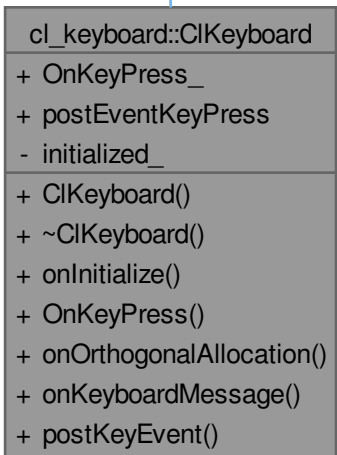 cl_keyboard::ClKeyboard
+ OnKeyPress_
+ postEventKeyPress
- initialized_
+ ClKeyboard()
+ ~ClKeyboard()
+ onInitialize()
+ OnKeyPress()
+ onOrthogonalAllocation()
+ onKeyboardMessage()
+ postKeyEvent()